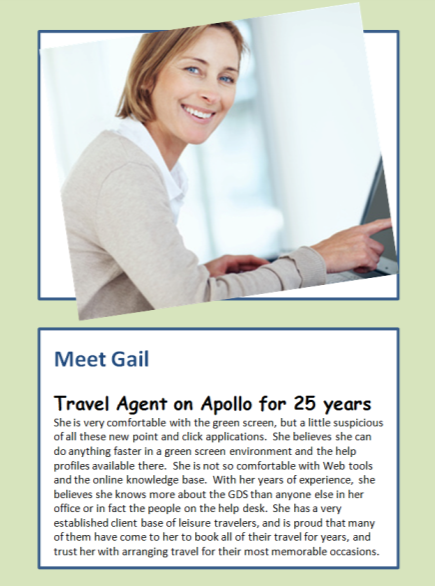 Meet Gail
Travel Agent on Apollo for 25 years
She is very comfortable with the green screen, but a little suspicious
of all these new point and click applications.  She believes she can
do anything faster in a green screen environment and the help
profiles available there.  She is not so comfortable with Web tools
and the online knowledge base.  With her years of experience, she
believes she knows more about the GDS than anyone else in her
office or in fact the people on the help desk.  She has a very
established client base of leisure travelers, and is proud that many
of them have come to her to book all of their travel for years, and
trust her with arranging travel for their most memorable occasions.